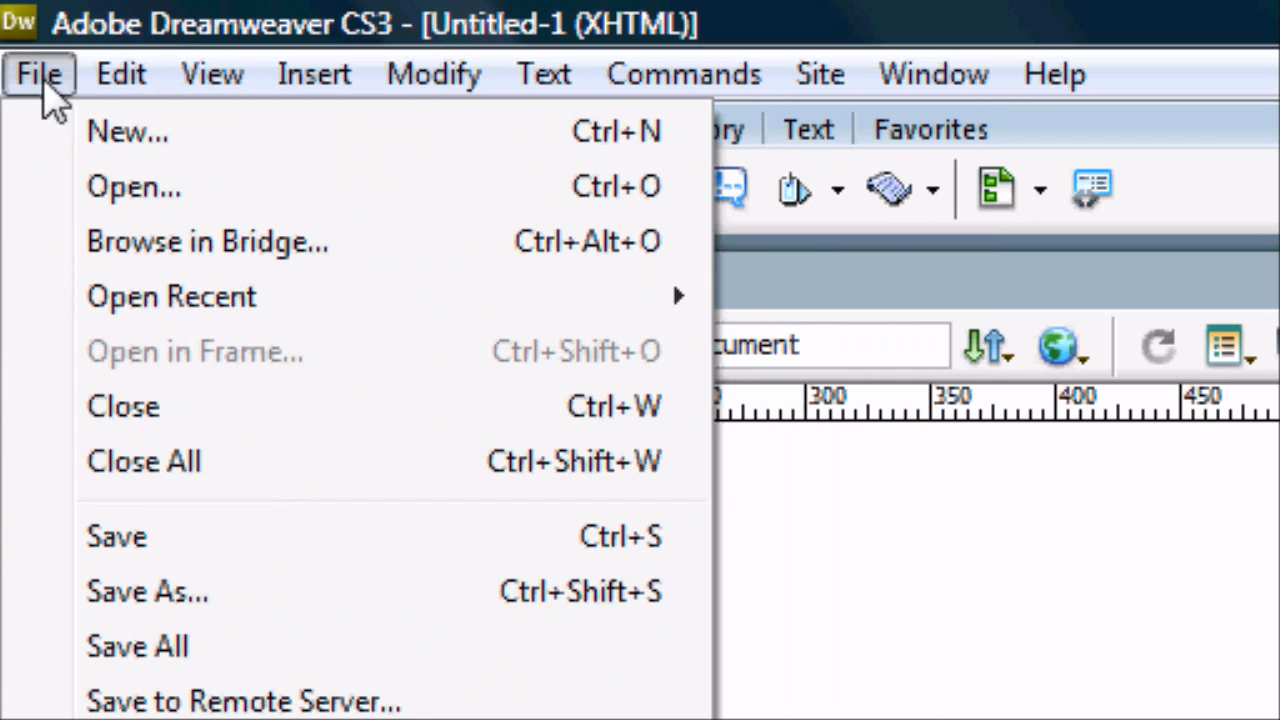 Dw Adobe Dreamweaver CS3 - [Untitled-1 (XHTML)]
File Edit View Insert Modify Text Commands Site Window Help
Text Favorites
New... Ctrl+N
Open... Ctrl+O
Browse in Bridge... Ctrl+Alt+O
Open Recent
Open in Frame... Ctrl+Shift+O
Close Ctrl+W
Close All Ctrl+Shift+W
Save Ctrl+S
Save As... Ctrl+Shift+S
Save All
Save to Remote Server...
300 350 400 450